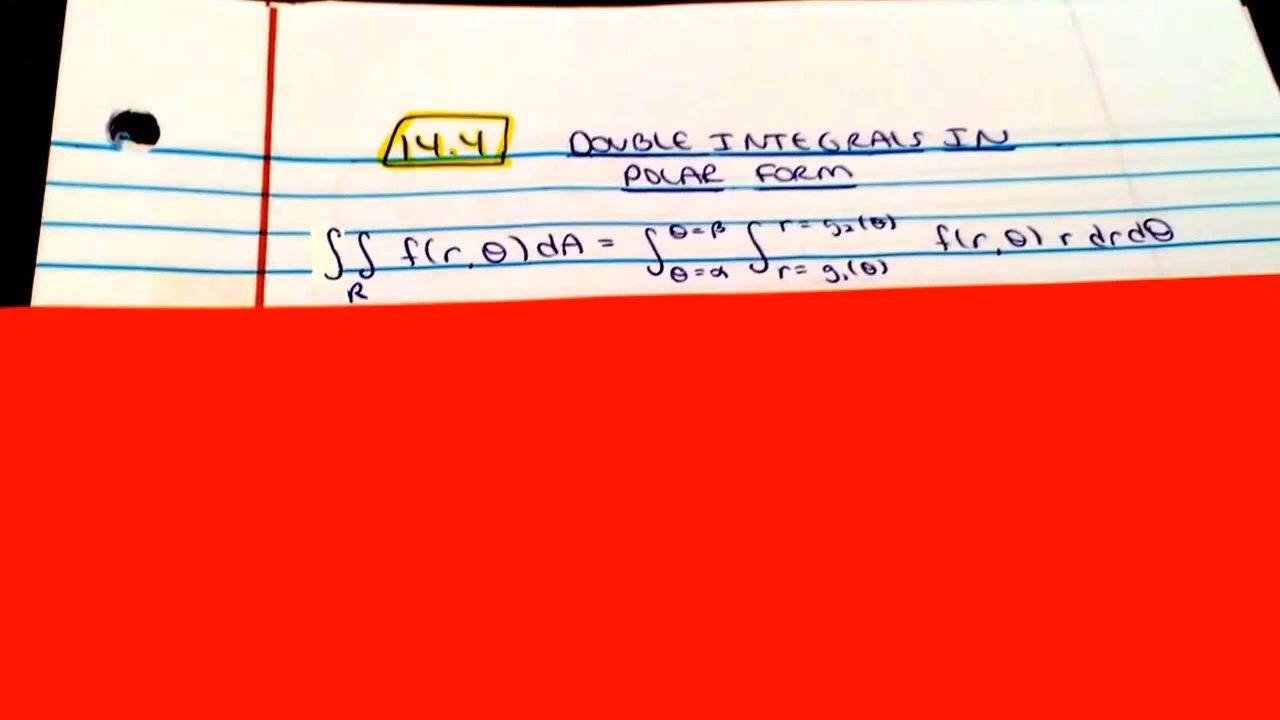 14.4 DOUBLE INTEGRALS IN
POLAR FORM
∫∫_R f(r,θ)dA = ∫_{θ=α}^{θ=β} ∫_{r=g₁(θ)}^{r=g₂(θ)} f(r,θ) r dr dθ